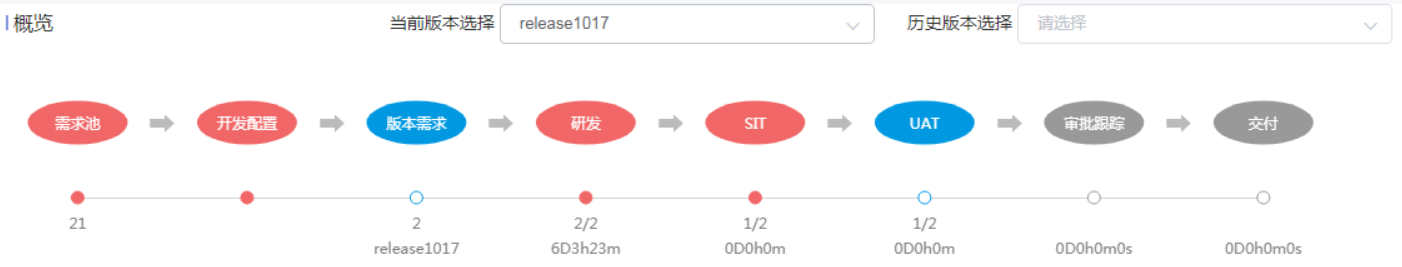 概览 当前版本选择 release1017 历史版本选择 请选择
需求池 开发配置 版本需求 研发 SIT UAT 审批跟踪 交付
21 2 2/2 1/2 1/2
release1017 6D3h23m 0D0h0m 0D0h0m 0D0h0m0s 0D0h0m0s